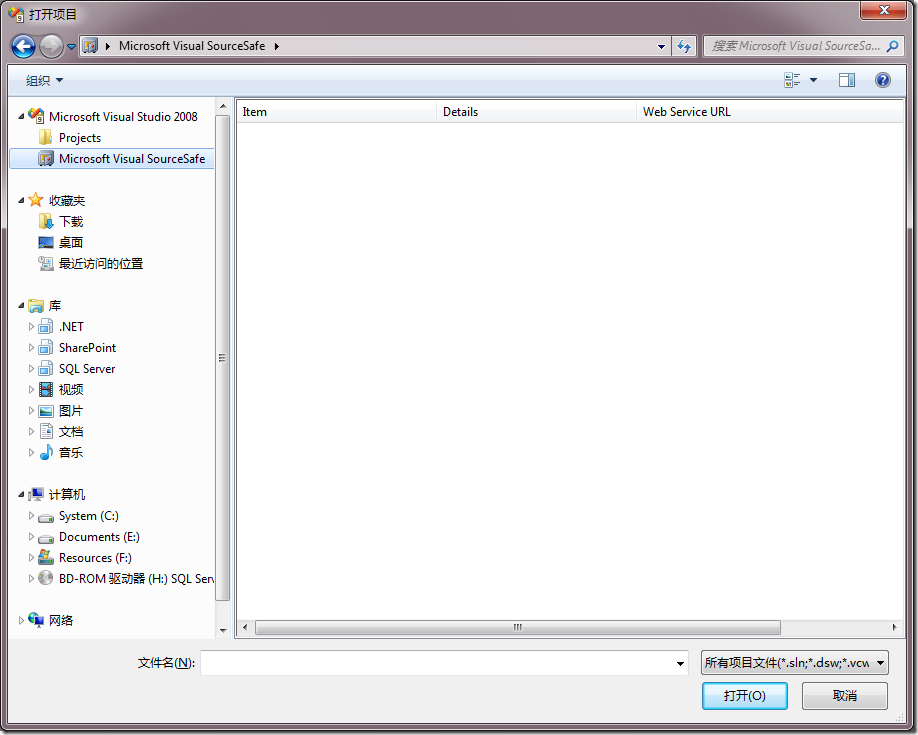 打开项目
Microsoft Visual SourceSafe
搜索 Microsoft Visual SourceSa...
组织
Microsoft Visual Studio 2008
Projects
Microsoft Visual SourceSafe
收藏夹
下载
桌面
最近访问的位置
库
.NET
SharePoint
SQL Server
视频
图片
文档
音乐
计算机
System (C:)
Documents (E:)
Resources (F:)
BD-ROM 驱动器 (H:) SQL Serv
网络
Item Details Web Service URL
文件名(N):
所有项目文件(*.sln;*.dsw;*.vcw
打开(O) 取消